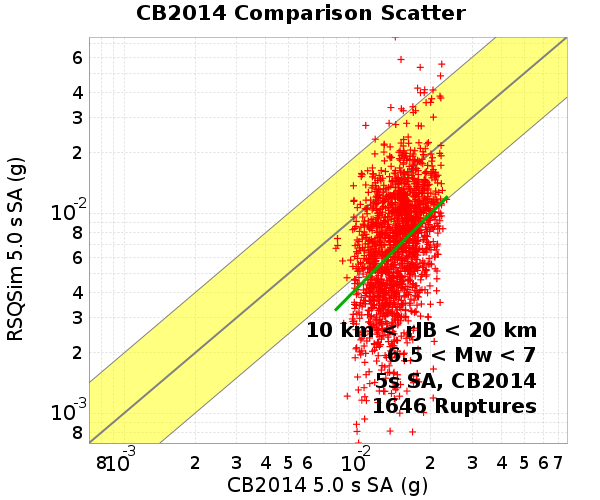 CB2014 Comparison Scatter
RSQSim 5.0 s SA (g)
6
4
3
2
10-2
8
6
4
3
2
10-3
8
10 km < rJB < 20 km
6.5 < Mw < 7
5s SA, CB2014
1646 Ruptures
8 10-3 2 3 4 5 6 8 10-2 2 3 4 5 6 7
CB2014 5.0 s SA (g)